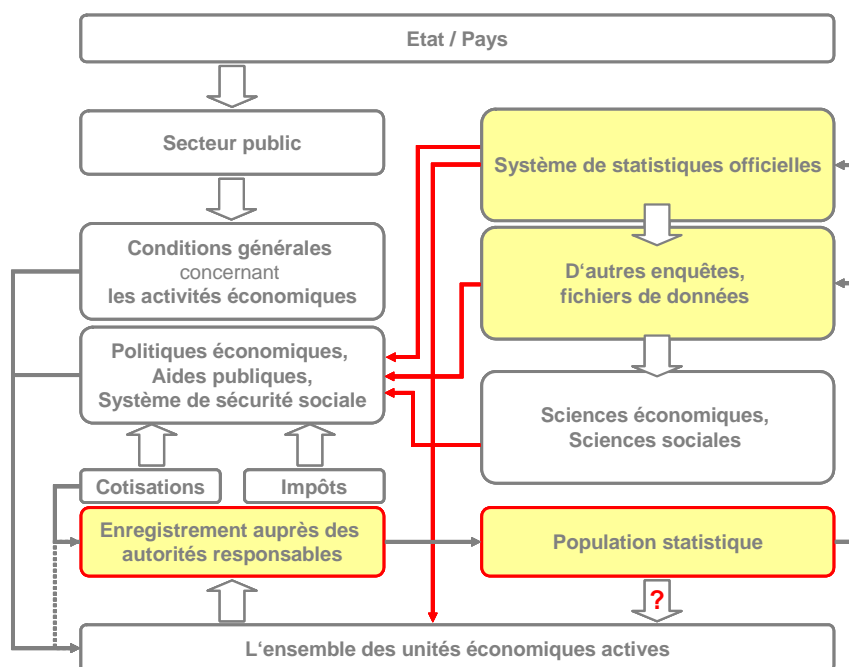 Etat / Pays
Secteur public
Conditions générales
concernant
les activités économiques
Politiques économiques,
Aides publiques,
Système de sécurité sociale
Cotisations
Impôts
Enregistrement auprès des
autorités responsables
Système de statistiques officielles
D‘autres enquêtes,
fichiers de données
Sciences économiques,
Sciences sociales
Population statistique
?
L‘ensemble des unités économiques actives